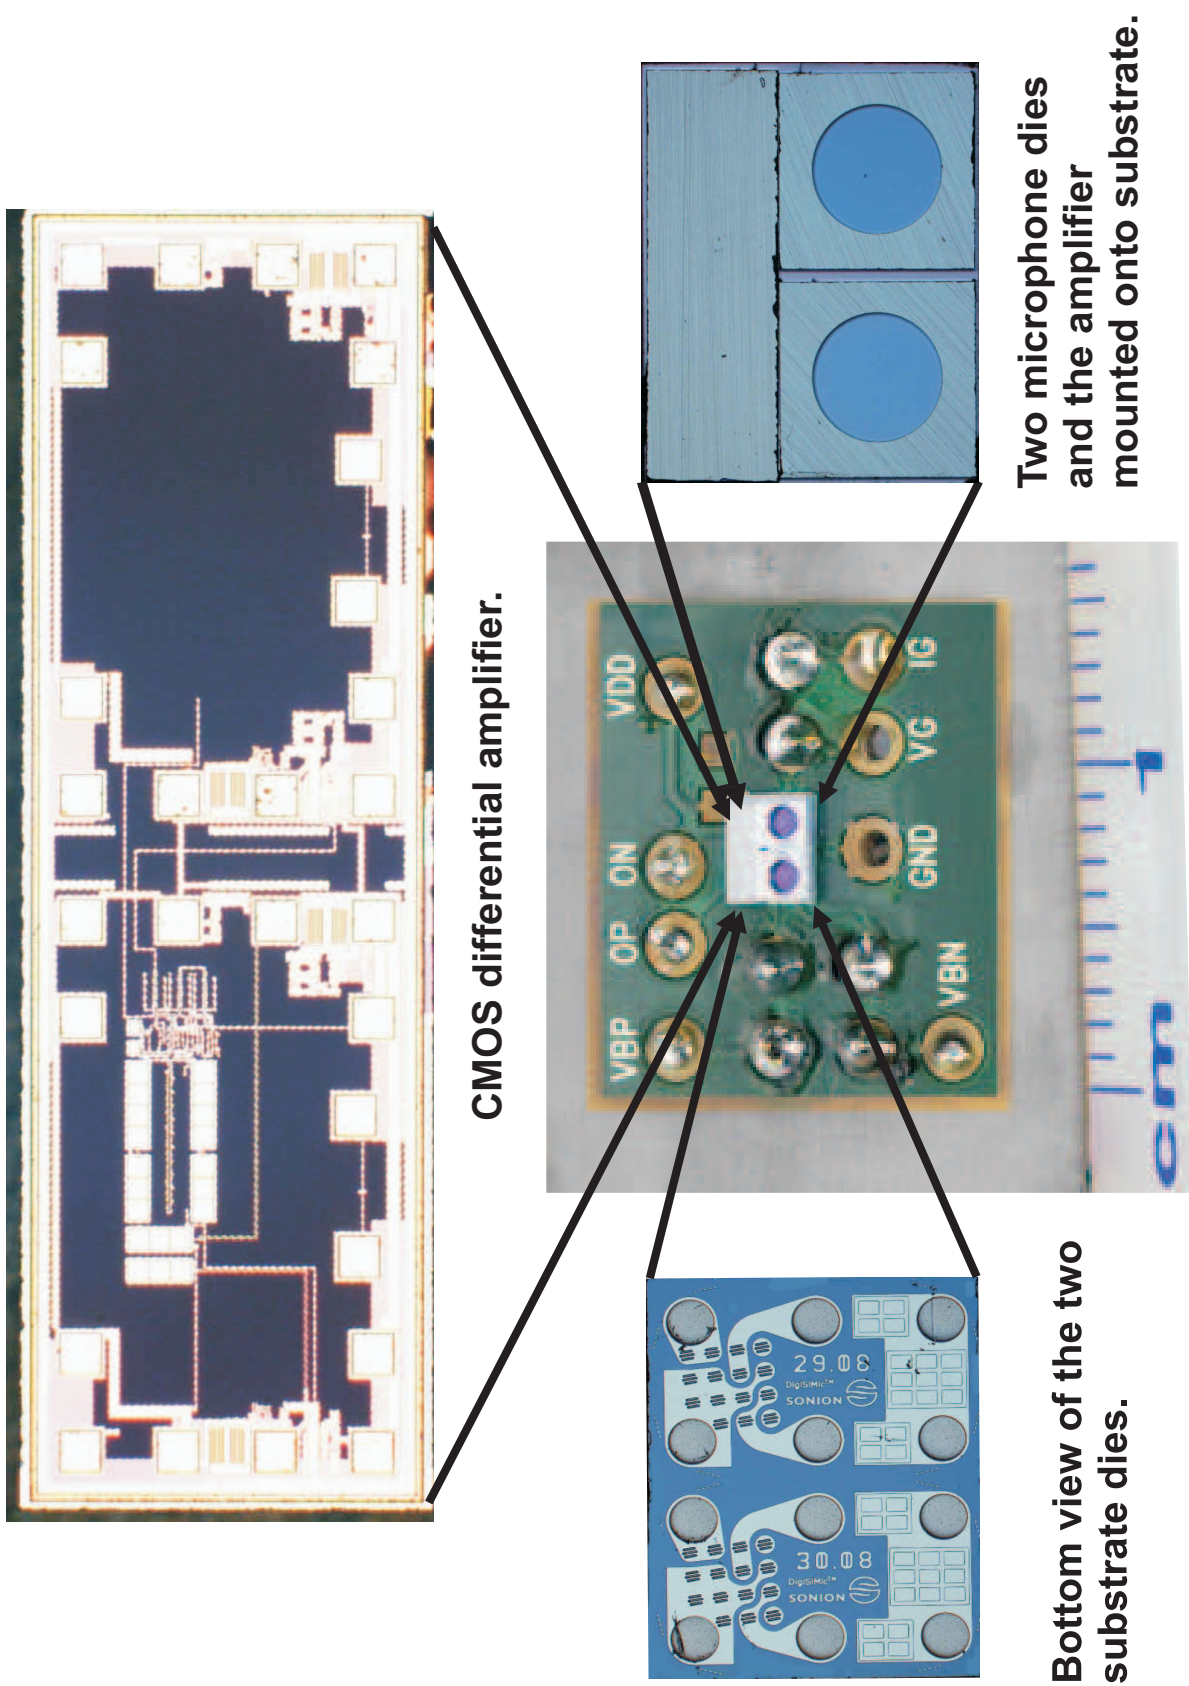 CMOS differential amplifier.
Two microphone dies
and the amplifier
mounted onto substrate.
VBP
OP
ON
VDD
VBN
GND
VG
IG
cm
1
Bottom view of the two
substrate dies.
30.08
DigiSiMic™
SONION
29.08
DigiSiMic™
SONION